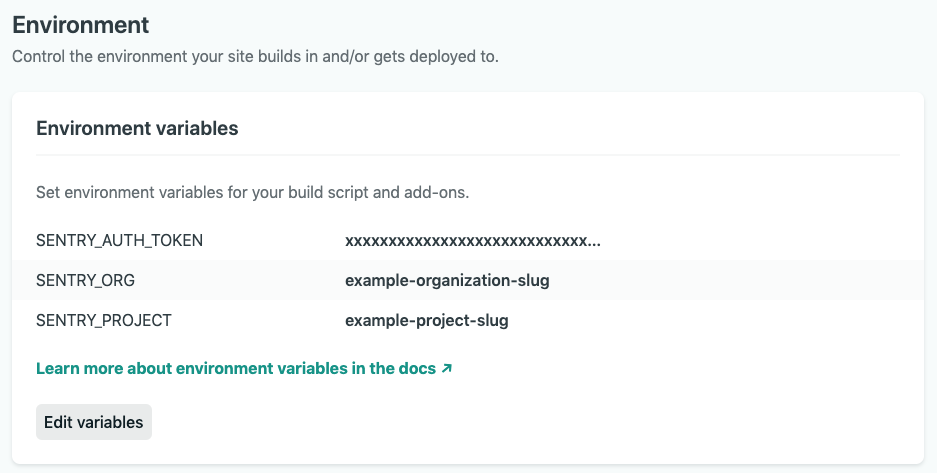 Environment
Control the environment your site builds in and/or gets deployed to.
Environment variables
Set environment variables for your build script and add-ons.
SENTRY_AUTH_TOKEN xxxxxxxxxxxxxxxxxxxxxxxxxxxx...
SENTRY_ORG example-organization-slug
SENTRY_PROJECT example-project-slug
Learn more about environment variables in the docs ↗
Edit variables